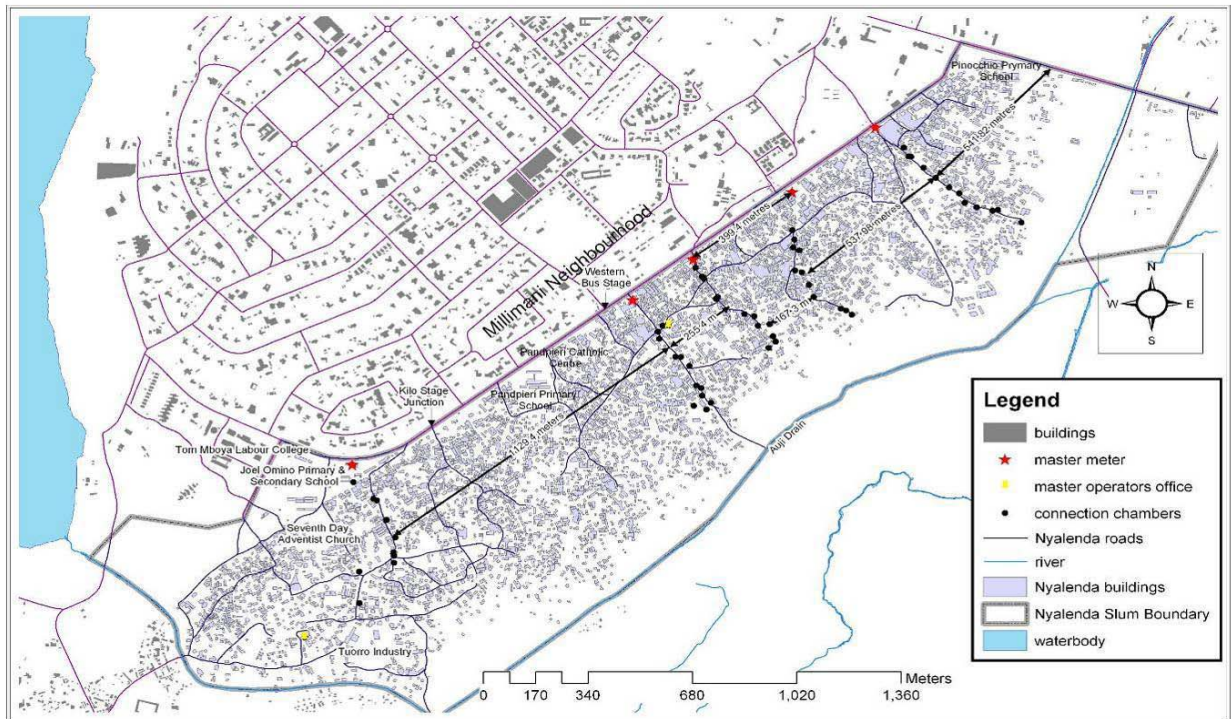 Pinocchio Prymary
School
541.92 metres
399.4 metres
537.98 metres
Millimani Neighbourhood
Western
Bus Stage
167.3 m
255.4 m
Pandpieri Catholic
Centre
Pandpieri Primary
School
Kilo Stage
Junction
1129.4 meters
Auji Drain
Tom Mboya Labour College
Joel Omino Primary &
Secondary School
Seventh Day
Adventist Church
Tuorro Industry
N
W
E
S
Legend
buildings
master meter
master operators office
connection chambers
Nyalenda roads
river
Nyalenda buildings
Nyalenda Slum Boundary
waterbody
Meters
0 170 340 680 1,020 1,360